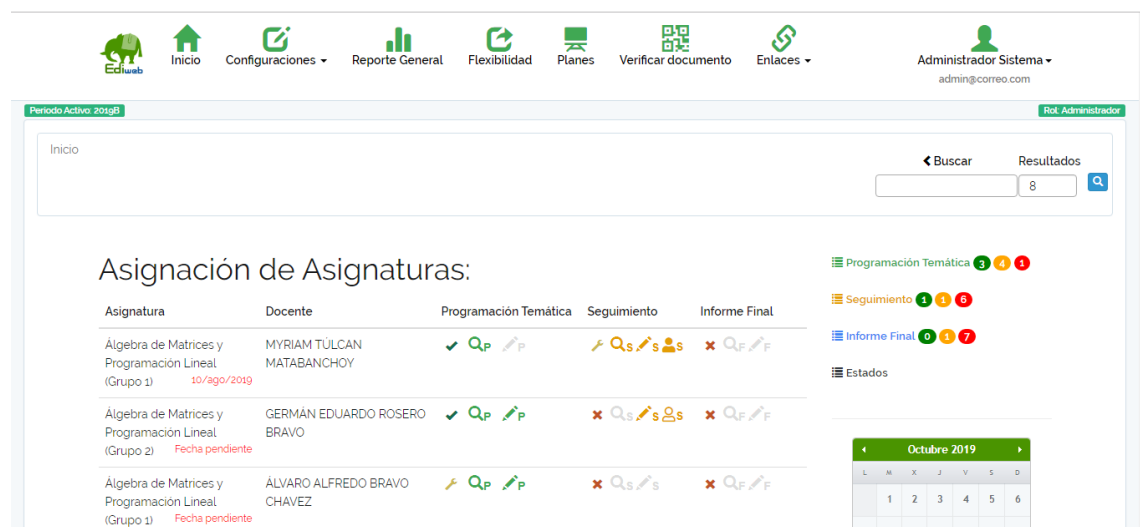 Ediweb
Inicio
Configuraciones
Reporte General
Flexibilidad
Planes
Verificar documento
Enlaces
Administrador Sistema
admin@correo.com
Periodo Activo: 2019B
Rol: Administrador
Inicio
Buscar
Resultados
8
Asignación de Asignaturas:
Asignatura Docente Programación Temática Seguimiento Informe Final
Álgebra de Matrices y
Programación Lineal
(Grupo 1) 10/ago/2019
MYRIAM TÚLCAN
MATABANCHOY
P P S S S F F
Álgebra de Matrices y
Programación Lineal
(Grupo 2) Fecha pendiente
GERMÁN EDUARDO ROSERO
BRAVO
P P S S S F F
Álgebra de Matrices y
Programación Lineal
(Grupo 1) Fecha pendiente
ÁLVARO ALFREDO BRAVO
CHAVEZ
P P S S F F
Programación Temática 3 4 1
Seguimiento 1 1 6
Informe Final 0 1 7
Estados
Octubre 2019
L M X J V S D
1 2 3 4 5 6